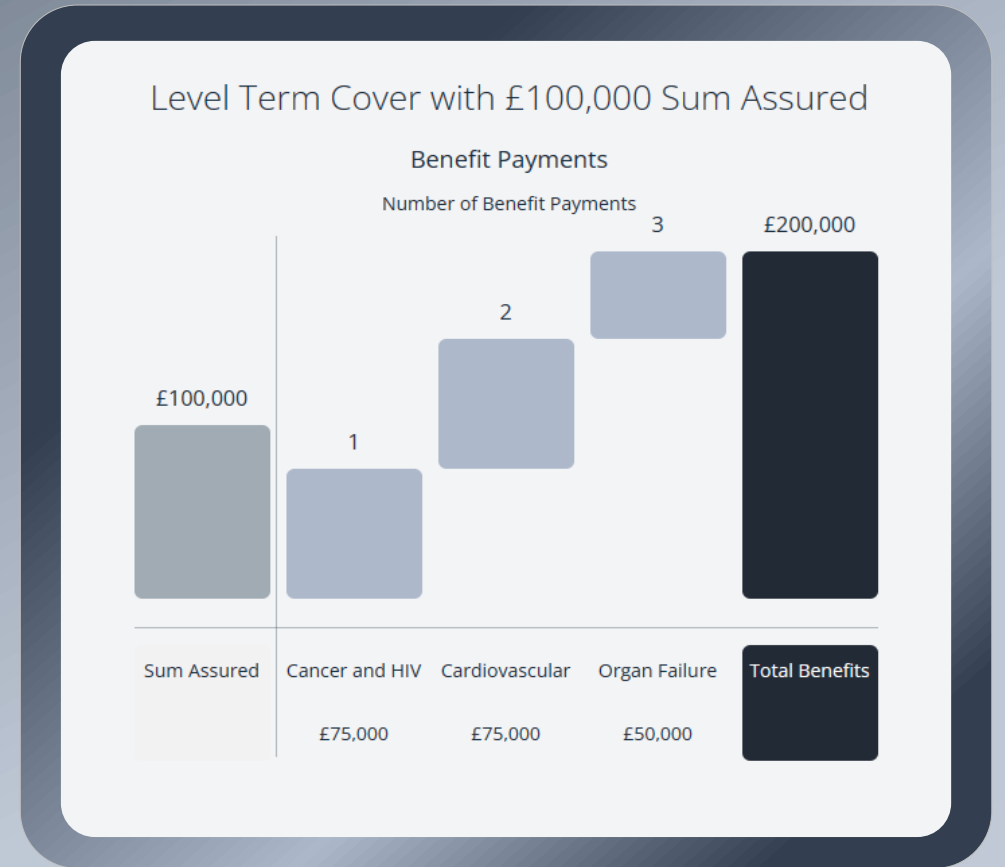 Level Term Cover with £100,000 Sum Assured
Benefit Payments
Number of Benefit Payments
3
£200,000
2
£100,000
1
Sum Assured
Cancer and HIV
Cardiovascular
Organ Failure
Total Benefits
£75,000
£75,000
£50,000